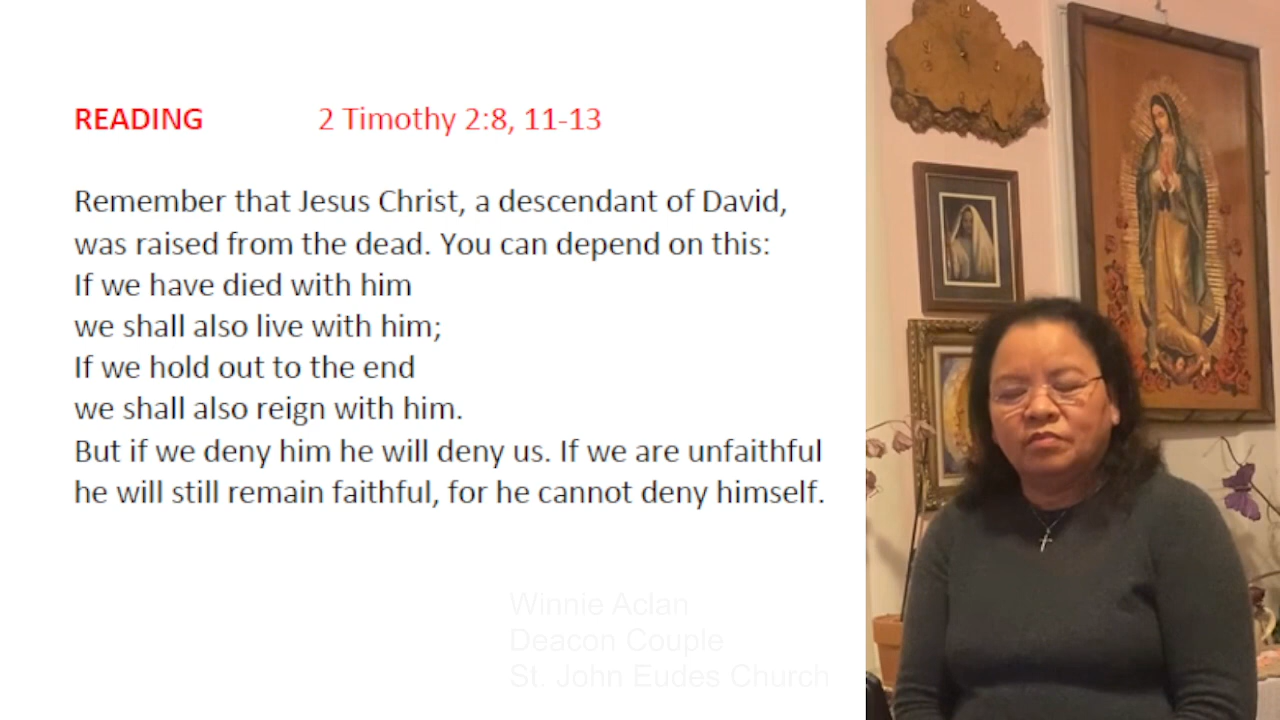 READING 2 Timothy 2:8, 11-13
Remember that Jesus Christ, a descendant of David,
was raised from the dead. You can depend on this:
If we have died with him
we shall also live with him;
If we hold out to the end
we shall also reign with him.
But if we deny him he will deny us. If we are unfaithful
he will still remain faithful, for he cannot deny himself.
Winnie Aclan
Deacon Couple
St. John Eudes Church